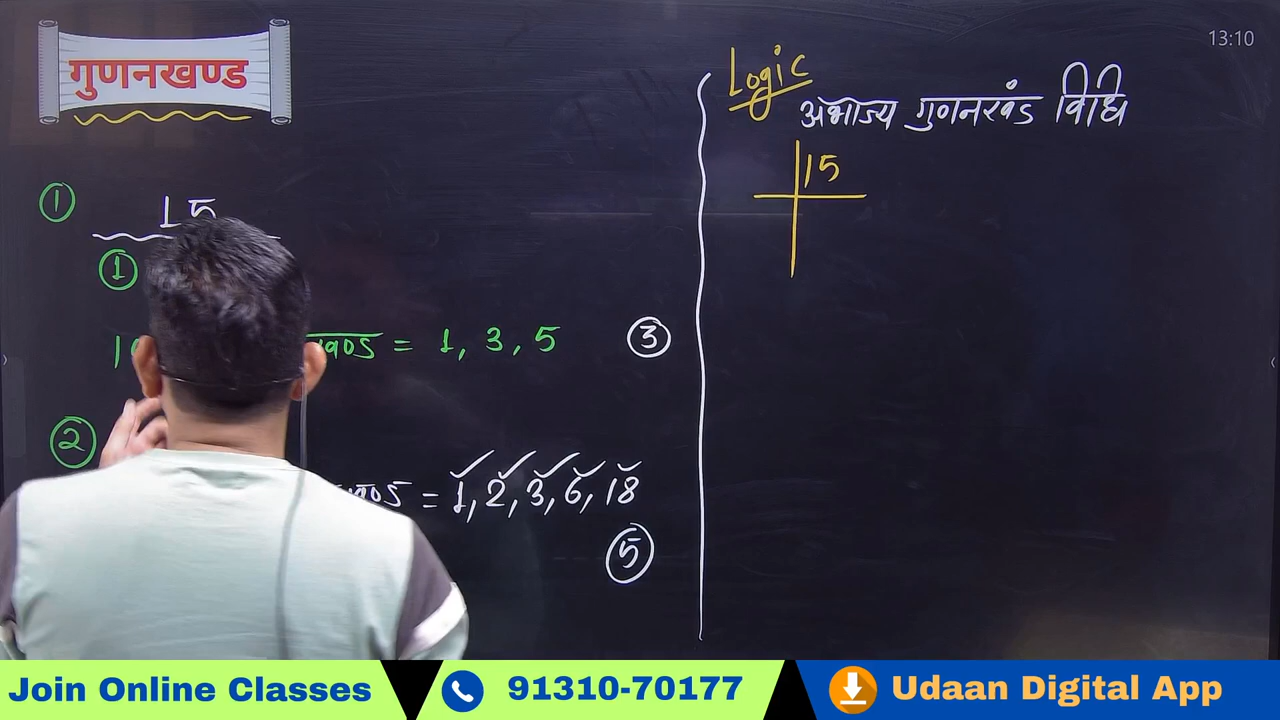 गुणनखण्ड
13:10
Logic
अभाज्य गुणनखंड विधि
15
① 15
①
= 1, 3, 5 ③
②
= 1, 2, 3, 6, 18
⑤
Join Online Classes 91310-70177 Udaan Digital App